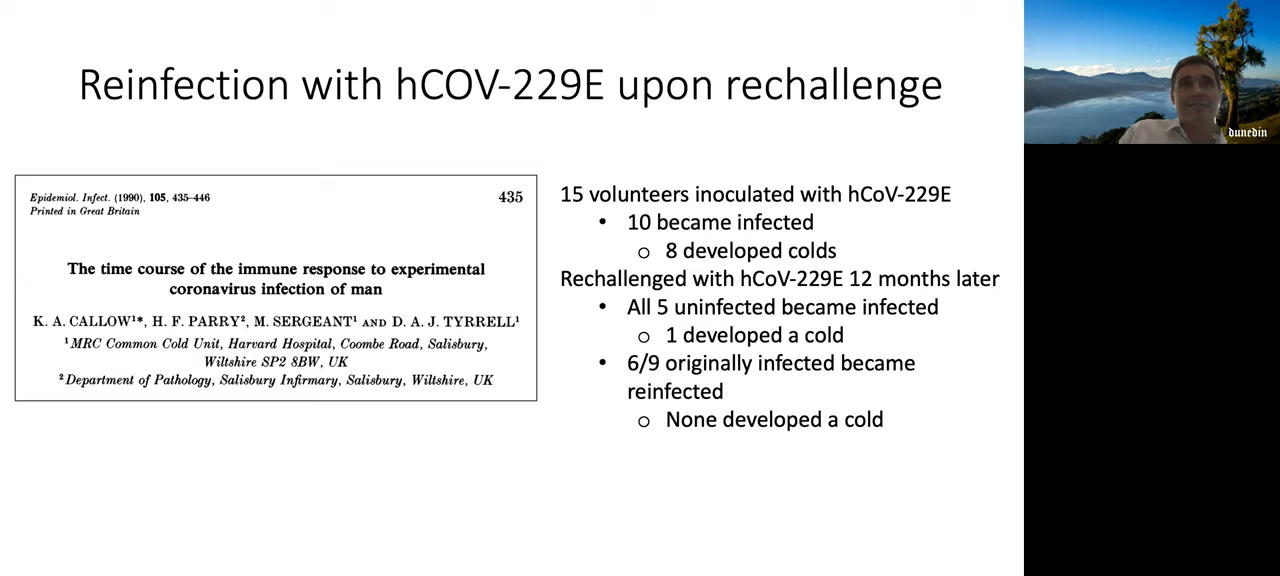 Reinfection with hCOV-229E upon rechallenge
Epidemiol. Infect. (1990), 105, 435–446
435
Printed in Great Britain
The time course of the immune response to experimental
coronavirus infection of man
K. A. CALLOW¹*, H. F. PARRY², M. SERGEANT¹ AND D. A. J. TYRRELL¹
¹MRC Common Cold Unit, Harvard Hospital, Coombe Road, Salisbury,
Wiltshire SP2 8BW, UK
²Department of Pathology, Salisbury Infirmary, Salisbury, Wiltshire, UK
15 volunteers inoculated with hCoV-229E
• 10 became infected
o 8 developed colds
Rechallenged with hCoV-229E 12 months later
• All 5 uninfected became infected
o 1 developed a cold
• 6/9 originally infected became
reinfected
o None developed a cold
dunedin